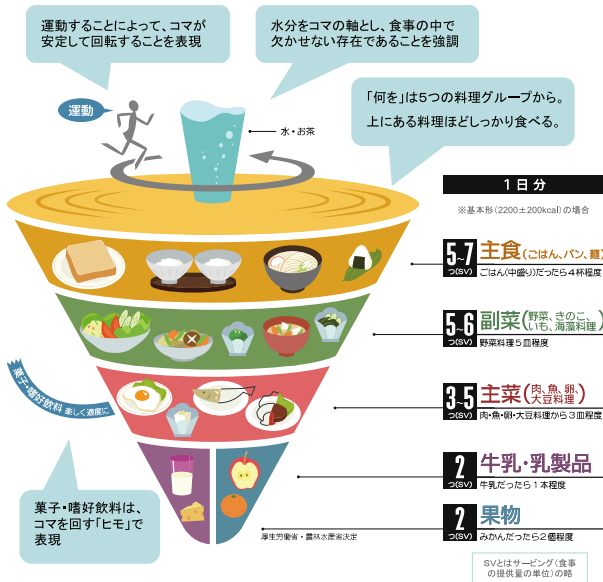 運動することによって、コマが
安定して回転することを表現
水分をコマの軸とし、食事の中で
欠かせない存在であることを強調
運動
水・お茶
「何を」は5つの料理グループから。
上にある料理ほどしっかり食べる。
1日分
※基本形(2200±200kcal)の場合
5~7
つ(SV)
主食(ごはん、パン、麺)
ごはん(中盛り)だったら4杯程度
5~6
つ(SV)
副菜(野菜、きのこ、
いも、海藻料理)
野菜料理5皿程度
3~5
つ(SV)
主菜(肉、魚、卵、
大豆料理)
肉・魚・卵・大豆料理から3皿程度
菓子・嗜好飲料 楽しく適度に
2
つ(SV)
牛乳・乳製品
牛乳だったら1本程度
2
つ(SV)
果物
みかんだったら2個程度
菓子・嗜好飲料は、
コマを回す「ヒモ」で
表現
厚生労働省・農林水産省決定
SVとはサービング(食事
の提供量の単位)の略